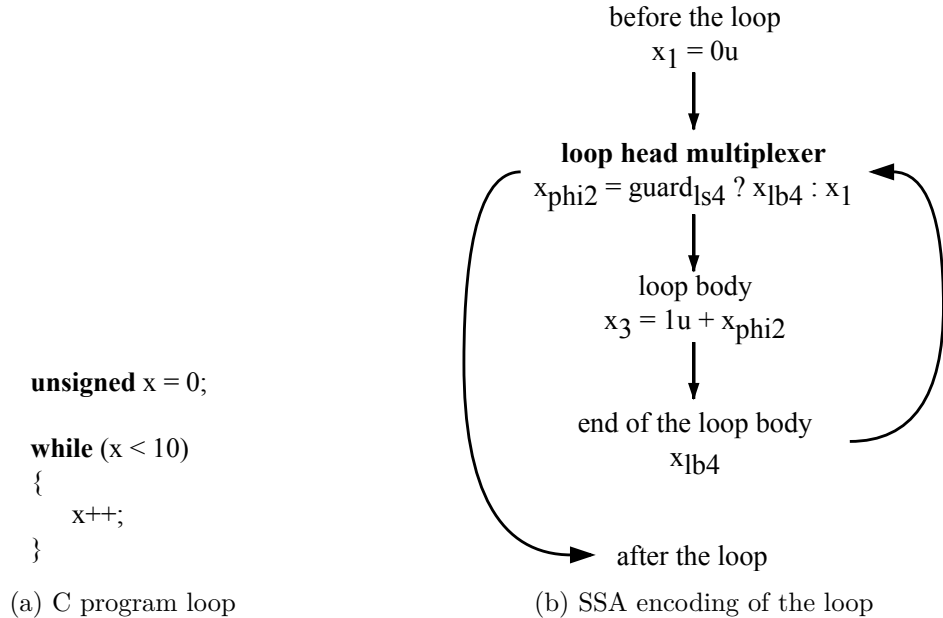 before the loop
x1 = 0u
loop head multiplexer
xphi2 = guardls4 ? xlb4 : x1
loop body
x3 = 1u + xphi2
end of the loop body
xlb4
after the loop
unsigned x = 0;
while (x < 10)
{
x++;
}
(a) C program loop
(b) SSA encoding of the loop